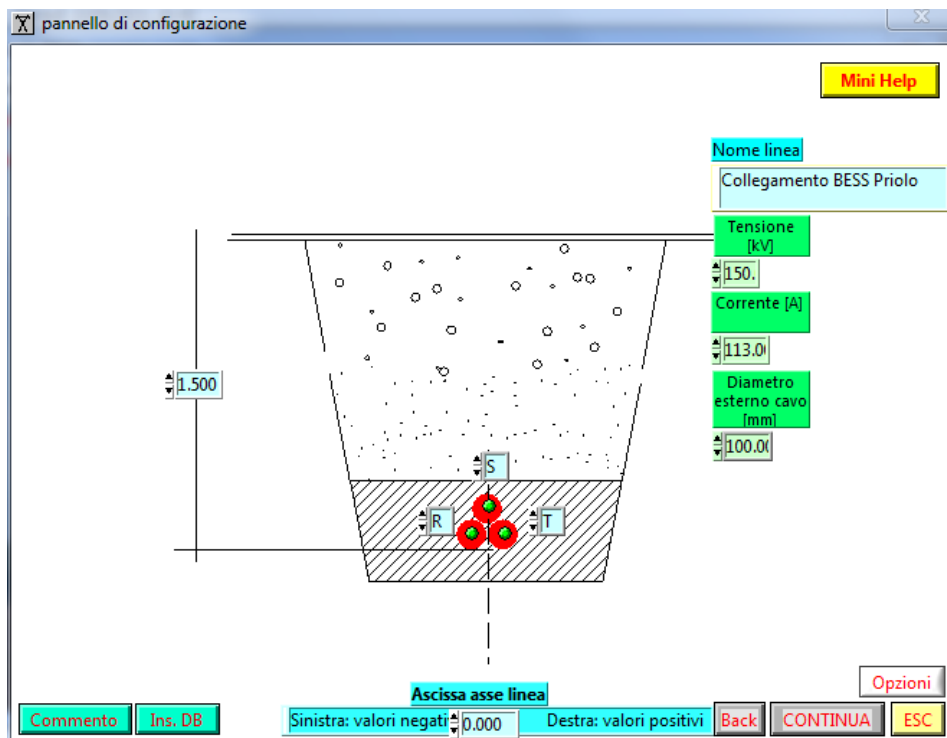 pannello di configurazione
Mini Help
Nome linea
Collegamento BESS Priolo
Tensione
[kV]
150.
Corrente [A]
113.0
Diametro
esterno cavo
[mm]
100.0
1.500
S
R
T
Ascissa asse linea
Sinistra: valori negati
0.000
Destra: valori positivi
Opzioni
Commento
Ins. DB
Back
CONTINUA
ESC